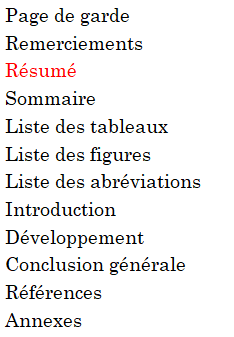 Page de garde
Remerciements
Résumé
Sommaire
Liste des tableaux
Liste des figures
Liste des abréviations
Introduction
Développement
Conclusion générale
Références
Annexes